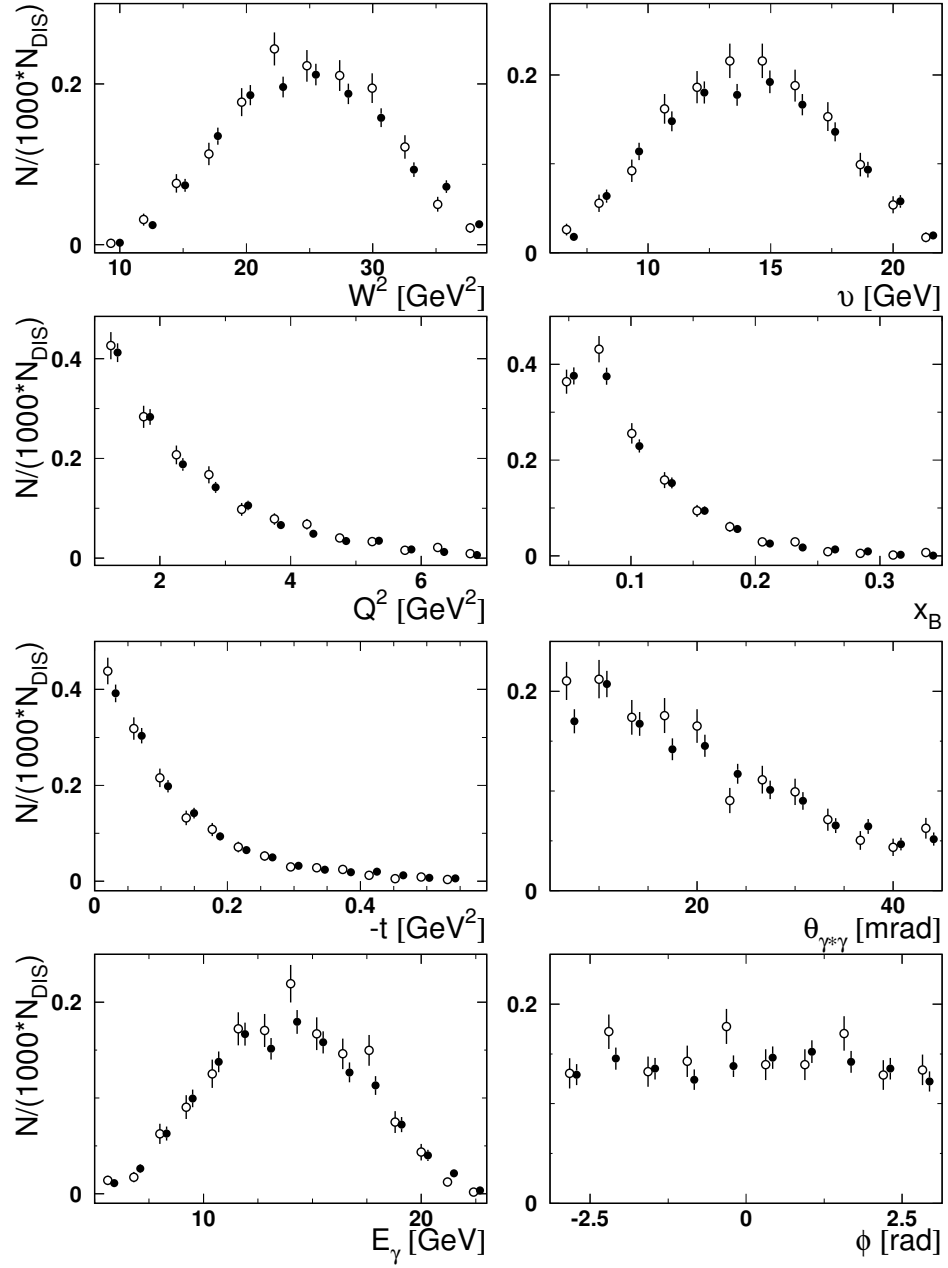 N/(1000*N_DIS)
0.2
0
10 20 30
W² [GeV²]
0.2
0
10 15 20
υ [GeV]
N/(1000*N_DIS)
0.4
0.2
0
2 4 6
Q² [GeV²]
0.4
0.2
0
0.1 0.2 0.3
x_B
N/(1000*N_DIS)
0.4
0.2
0
0 0.2 0.4
-t [GeV²]
0.2
0
20 40
θ_γ*γ [mrad]
N/(1000*N_DIS)
0.2
0
10 20
E_γ [GeV]
0.2
0
-2.5 0 2.5
ϕ [rad]